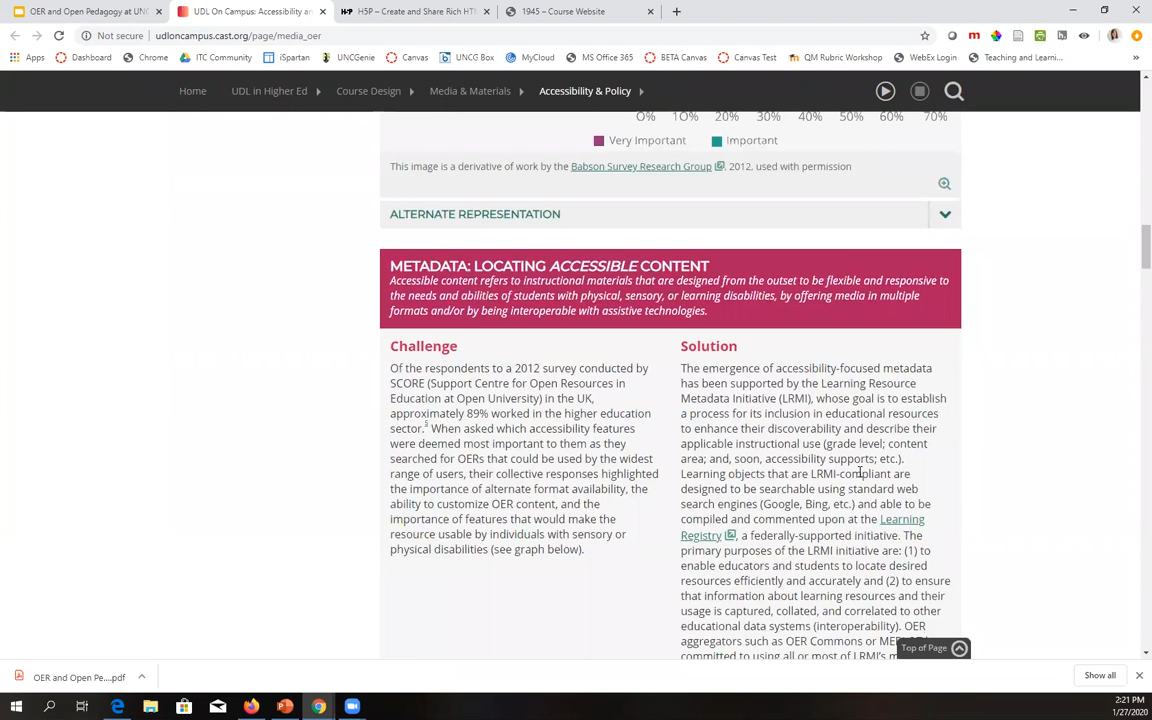 OER and Open Pedagogy at UNC
UDL On Campus: Accessibility an
H5P – Create and Share Rich HT
1945 – Course Website
Not secure
udloncampus.cast.org/page/media_oer
Apps
Dashboard
Chrome
ITC Community
iSpartan
UNCGenie
Canvas
UNCG Box
MyCloud
MS Office 365
BETA Canvas
Canvas Test
QM Rubric Workshop
WebEx Login
Teaching and Learni...
Home
UDL in Higher Ed
Course Design
Media & Materials
Accessibility & Policy
0% 10% 20% 30% 40% 50% 60% 70%
Very Important
Important
This image is a derivative of work by the Babson Survey Research Group, 2012, used with permission
ALTERNATE REPRESENTATION
METADATA: LOCATING ACCESSIBLE CONTENT
Accessible content refers to instructional materials that are designed from the outset to be flexible and responsive to
the needs and abilities of students with physical, sensory, or learning disabilities, by offering media in multiple
formats and/or by being interoperable with assistive technologies.
Challenge
Of the respondents to a 2012 survey conducted by
SCORE (Support Centre for Open Resources in
Education at Open University) in the UK,
approximately 89% worked in the higher education
sector.5 When asked which accessibility features
were deemed most important to them as they
searched for OERs that could be used by the widest
range of users, their collective responses highlighted
the importance of alternate format availability, the
ability to customize OER content, and the
importance of features that would make the
resource usable by individuals with sensory or
physical disabilities (see graph below).
Solution
The emergence of accessibility-focused metadata
has been supported by the Learning Resource
Metadata Initiative (LRMI), whose goal is to establish
a process for its inclusion in educational resources
to enhance their discoverability and describe their
applicable instructional use (grade level; content
area; and, soon, accessibility supports; etc.).
Learning objects that are LRMI-compliant are
designed to be searchable using standard web
search engines (Google, Bing, etc.) and able to be
compiled and commented upon at the Learning
Registry, a federally-supported initiative. The
primary purposes of the LRMI initiative are: (1) to
enable educators and students to locate desired
resources efficiently and accurately and (2) to ensure
that information about learning resources and their
usage is captured, collated, and correlated to other
educational data systems (interoperability). OER
aggregators such as OER Commons or
committed to using all or most of LRMI's
Top of Page
OER and Open Pe....pdf
Show all
2:21 PM
1/27/2020